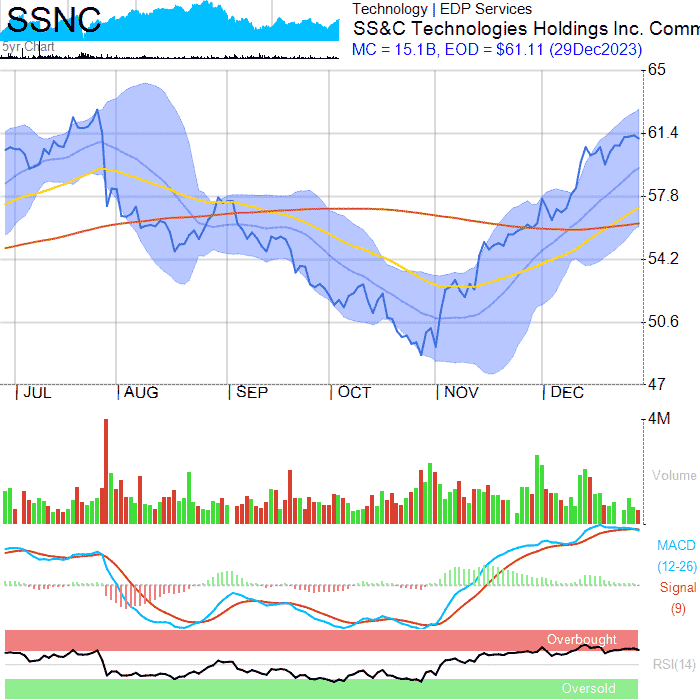 SSNC
5yr Chart
Technology | EDP Services
SS&C Technologies Holdings Inc. Comm
MC = 15.1B, EOD = $61.11 (29Dec2023)
65
61.4
57.8
54.2
50.6
47
JUL AUG SEP OCT NOV DEC
4M
Volume
MACD
(12-26)
Signal
(9)
Overbought
RSI(14)
Oversold